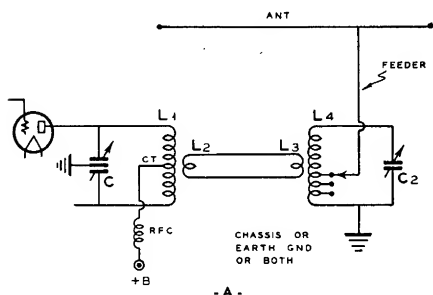 ANT
FEEDER
L1
L4
L2
L3
CT
C
C2
RFC
CHASSIS OR
EARTH GND
OR BOTH
+B
-A-